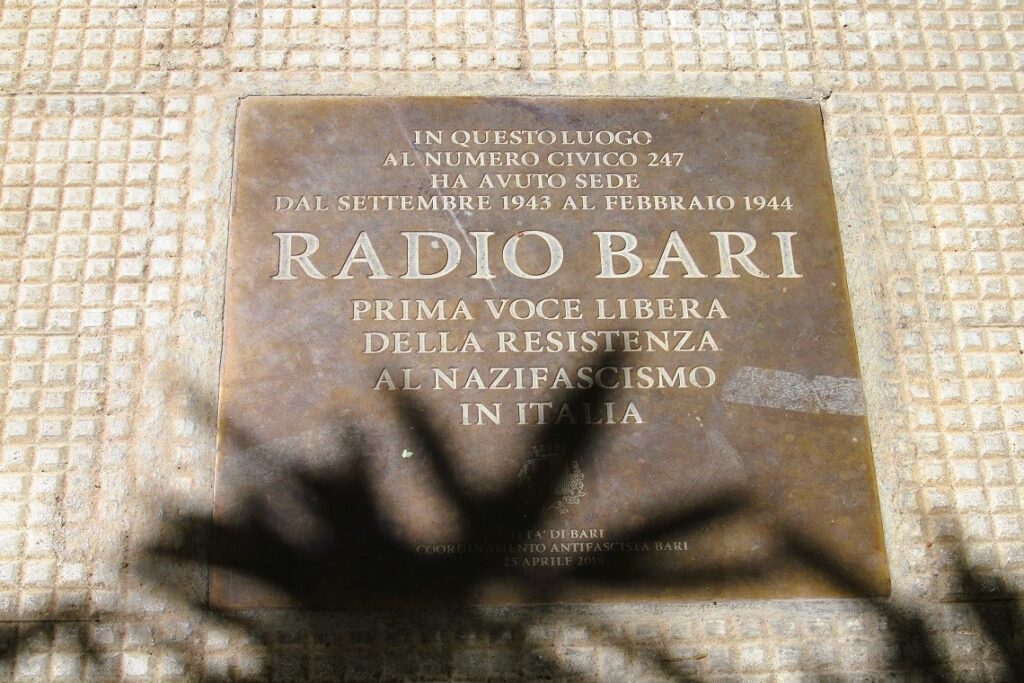 IN QUESTO LUOGO
AL NUMERO CIVICO 247
HA AVUTO SEDE
DAL SETTEMBRE 1943 AL FEBBRAIO 1944
RADIO BARI
PRIMA VOCE LIBERA
DELLA RESISTENZA
AL NAZIFASCISMO
IN ITALIA
CITTA' DI BARI
COORDINAMENTO ANTIFASCISTA BARI
25 APRILE